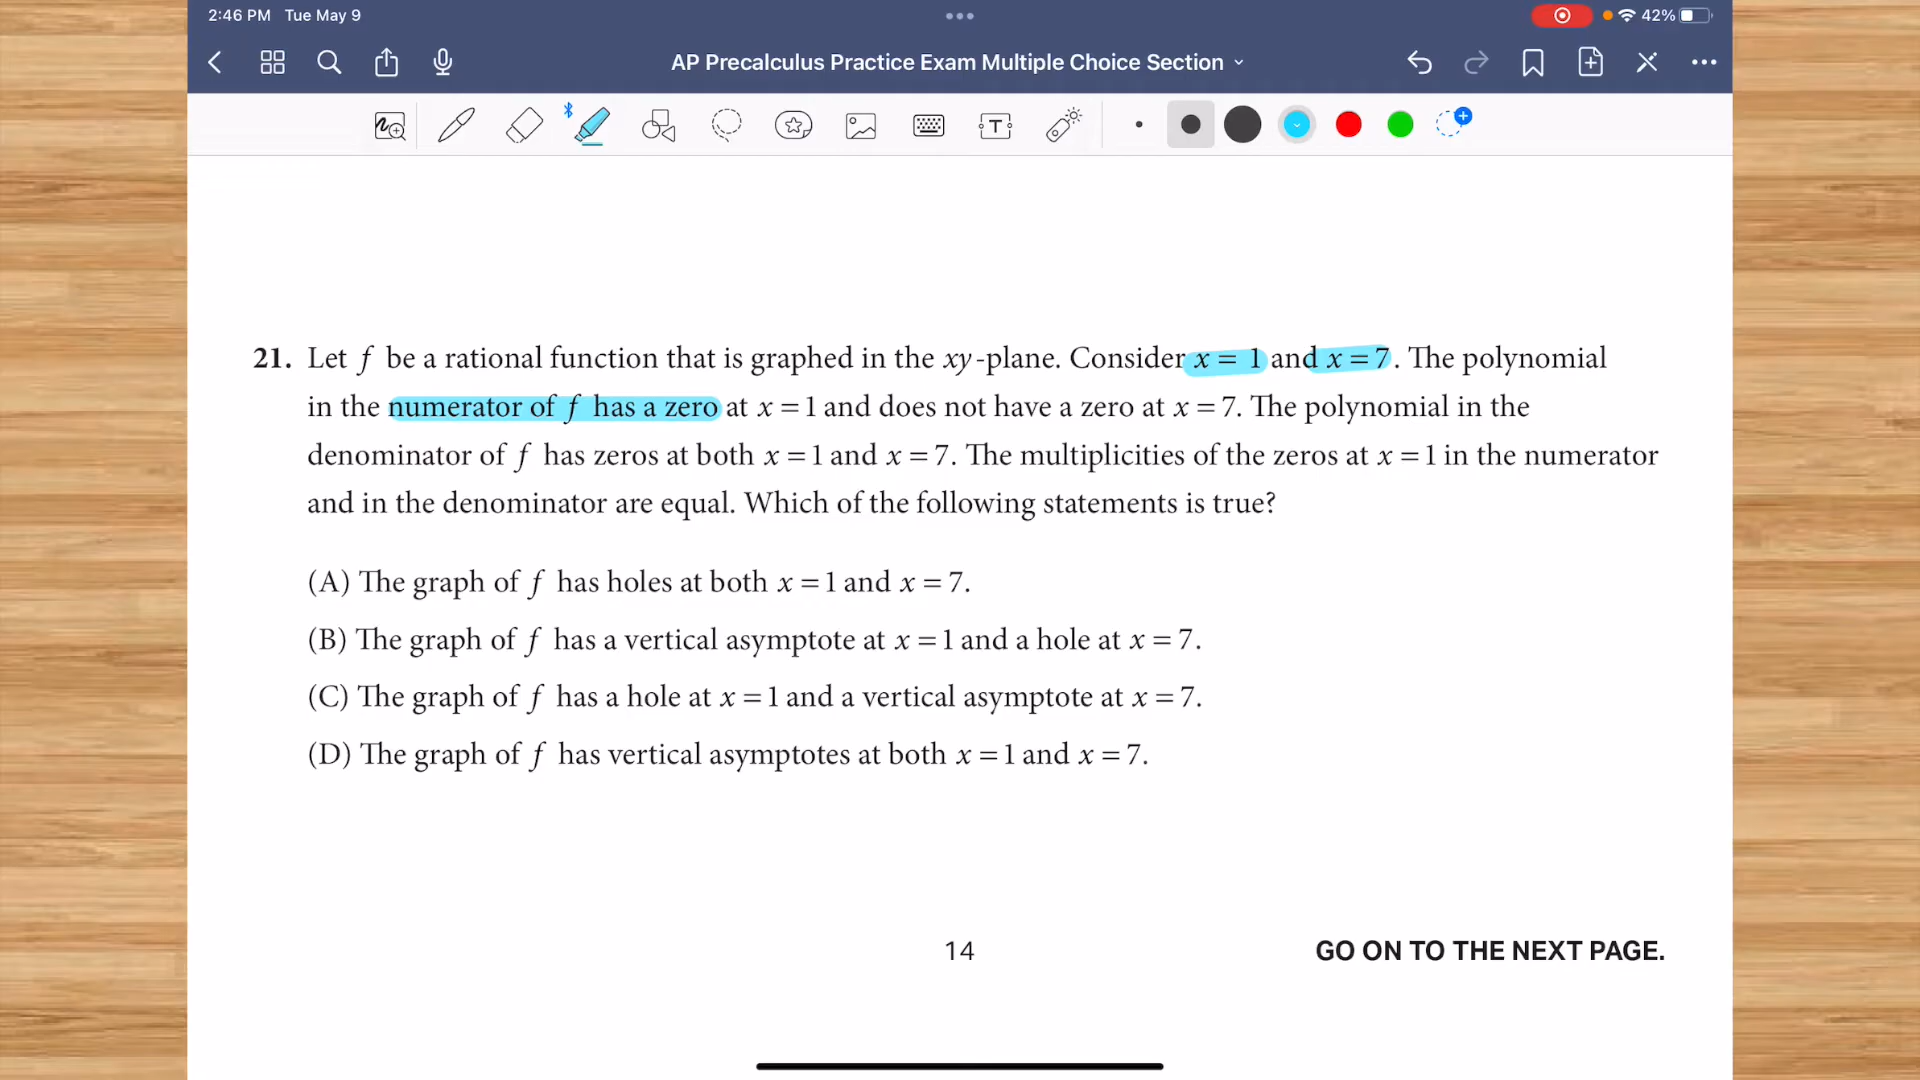 2:46 PM Tue May 9
42%
AP Precalculus Practice Exam Multiple Choice Section
T
21. Let f be a rational function that is graphed in the xy-plane. Consider x = 1 and x = 7. The polynomial
in the numerator of f has a zero at x = 1 and does not have a zero at x = 7. The polynomial in the
denominator of f has zeros at both x = 1 and x = 7. The multiplicities of the zeros at x = 1 in the numerator
and in the denominator are equal. Which of the following statements is true?
(A) The graph of f has holes at both x = 1 and x = 7.
(B) The graph of f has a vertical asymptote at x = 1 and a hole at x = 7.
(C) The graph of f has a hole at x = 1 and a vertical asymptote at x = 7.
(D) The graph of f has vertical asymptotes at both x = 1 and x = 7.
14
GO ON TO THE NEXT PAGE.